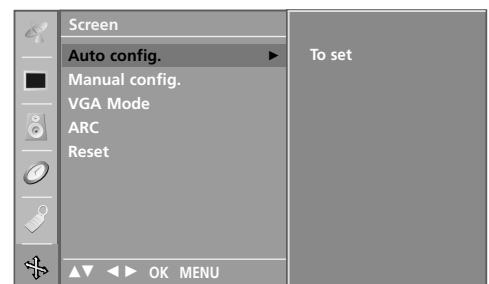 Screen
Auto config. ► To set
Manual config.
VGA Mode
ARC
Reset
▲▼ ◄► OK MENU